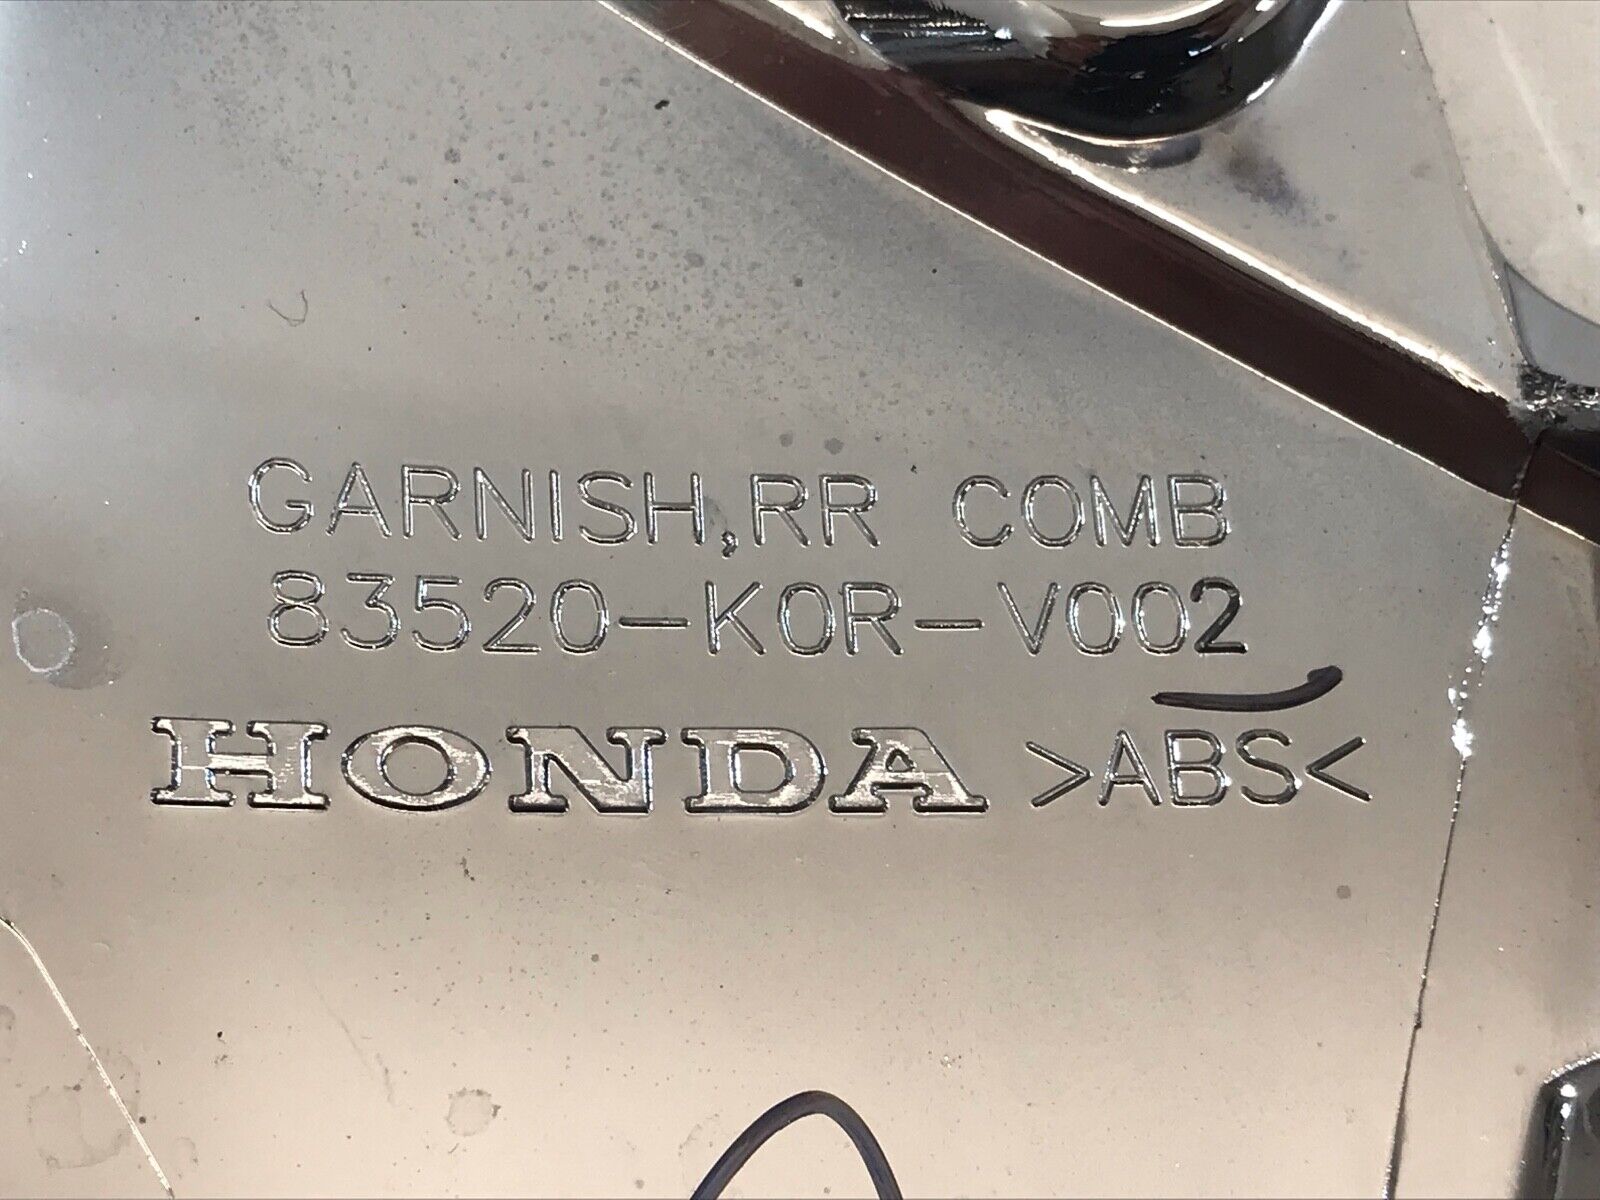 GARNISH,RR COMB
83520-K0R-V002
HONDA >ABS<